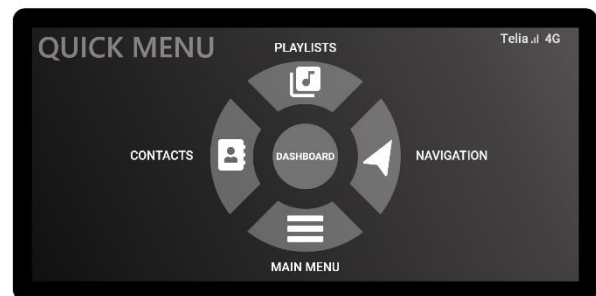 QUICK MENU
Telia 4G
PLAYLISTS
CONTACTS
DASHBOARD
NAVIGATION
MAIN MENU